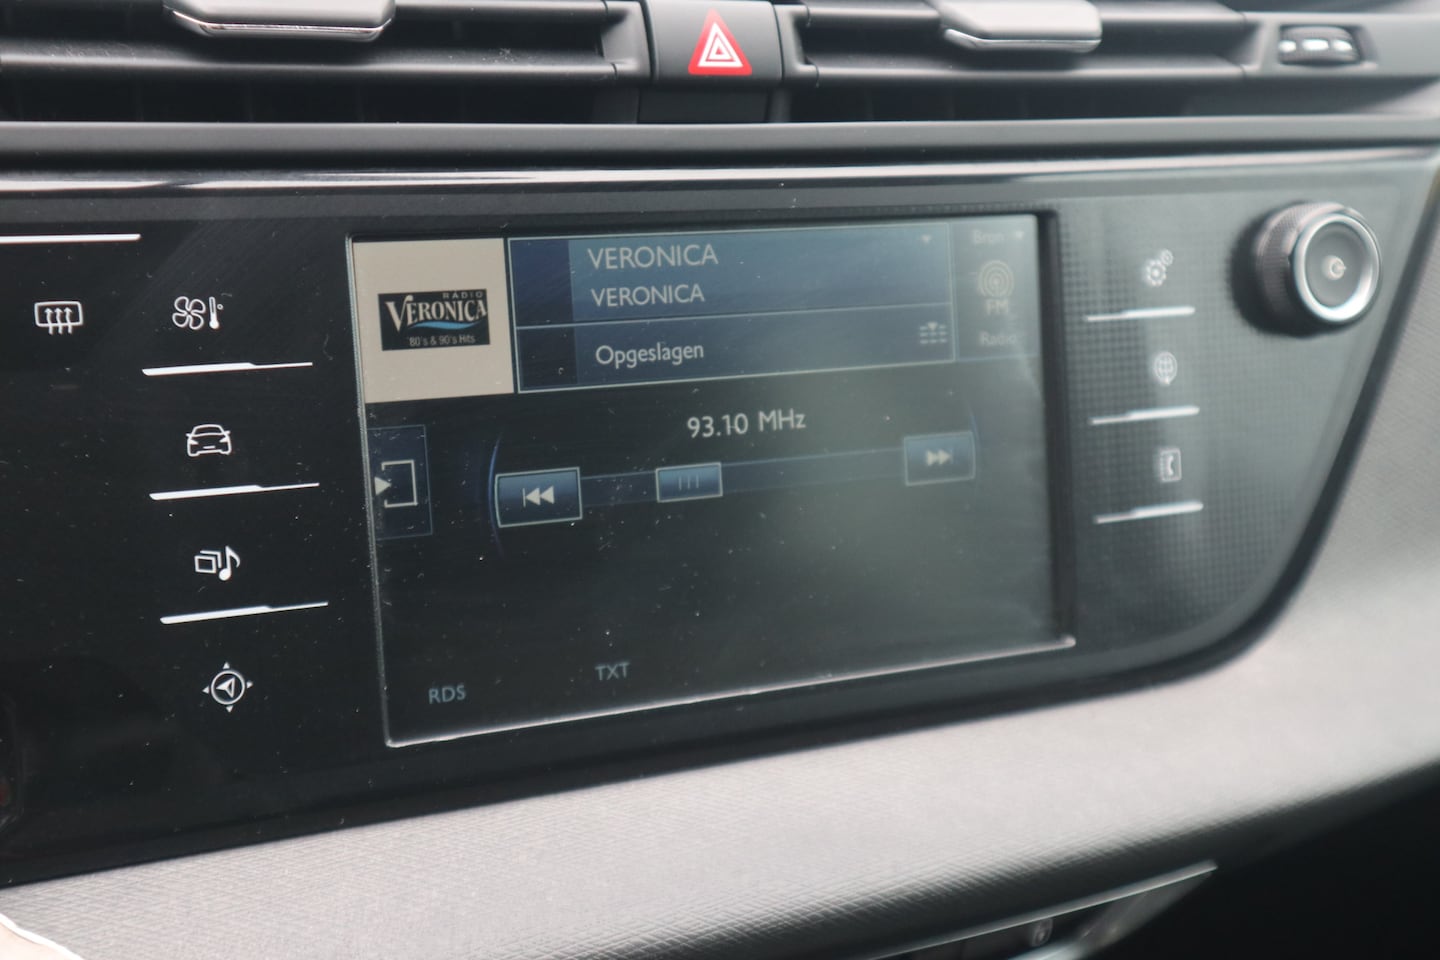 VERONICA
Bron
VERONICA
RADIO
VERONICA
80's & 90's Hits
FM
Opgeslagen
Radio
93.10 MHz
RDS
TXT